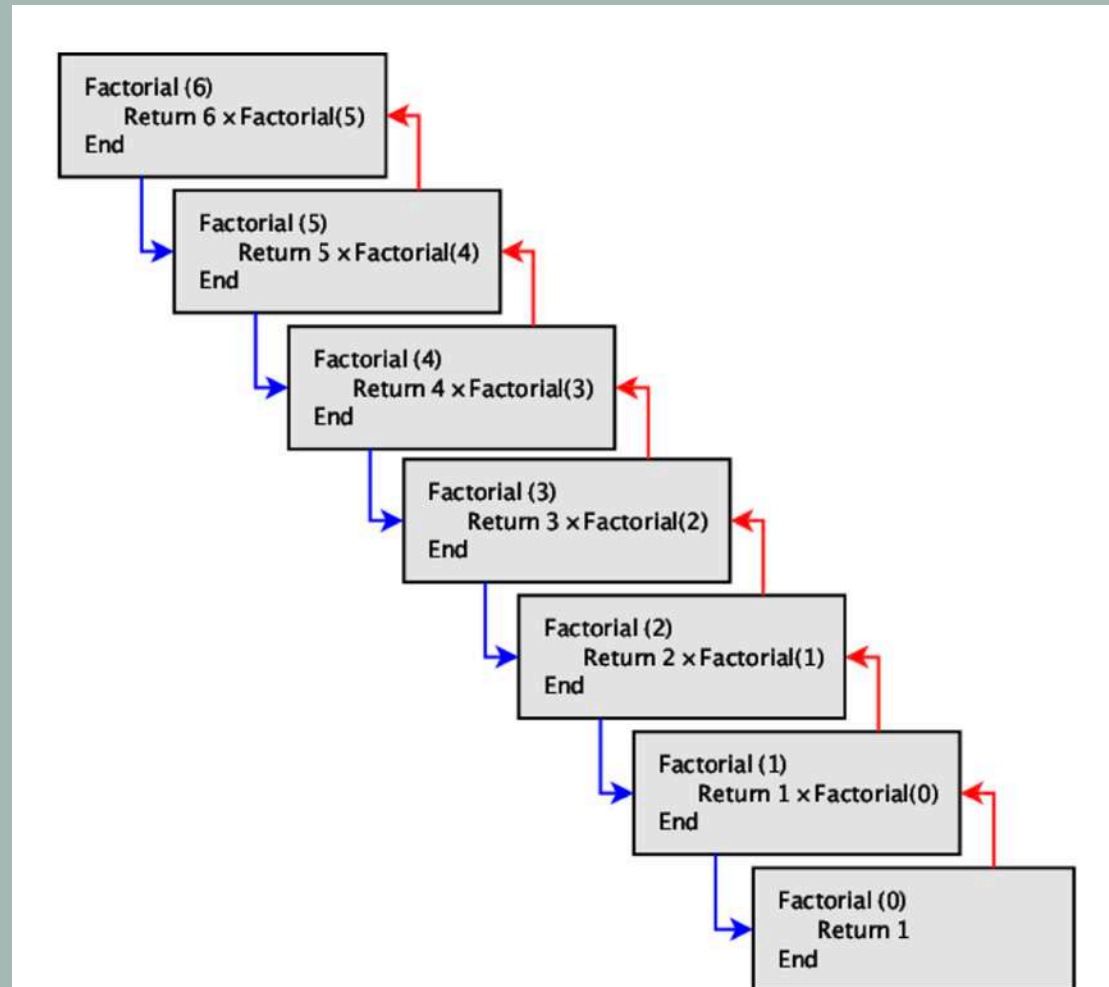 Factorial (6)
Return 6 × Factorial(5)
End
Factorial (5)
Return 5 × Factorial(4)
End
Factorial (4)
Return 4 × Factorial(3)
End
Factorial (3)
Return 3 × Factorial(2)
End
Factorial (2)
Return 2 × Factorial(1)
End
Factorial (1)
Return 1 × Factorial(0)
End
Factorial (0)
Return 1
End